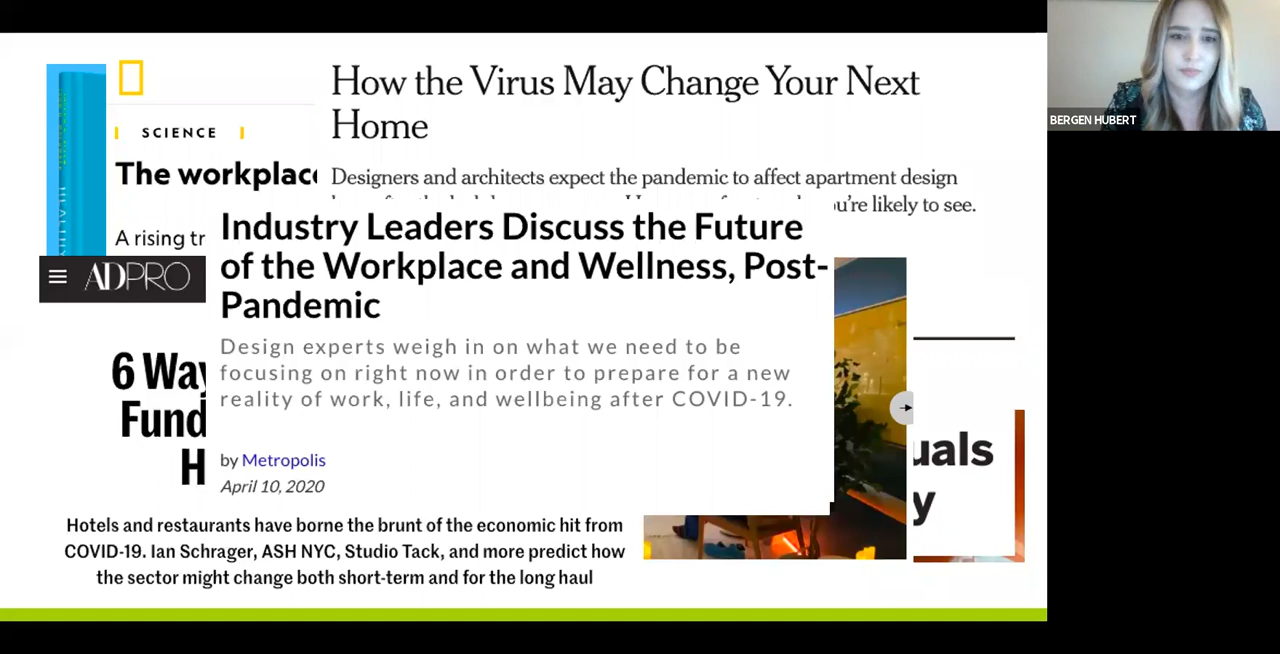 How the Virus May Change Your Next
Home
SCIENCE
The workplac
Designers and architects expect the pandemic to affect apartment design
you're likely to see.
A rising tr
Industry Leaders Discuss the Future
of the Workplace and Wellness, Post-
Pandemic
ADPRO
Design experts weigh in on what we need to be
focusing on right now in order to prepare for a new
reality of work, life, and wellbeing after COVID-19.
6 Way
Fund
H
by Metropolis
April 10, 2020
uals
y
Hotels and restaurants have borne the brunt of the economic hit from
COVID-19. Ian Schrager, ASH NYC, Studio Tack, and more predict how
the sector might change both short-term and for the long haul
BERGEN HUBERT